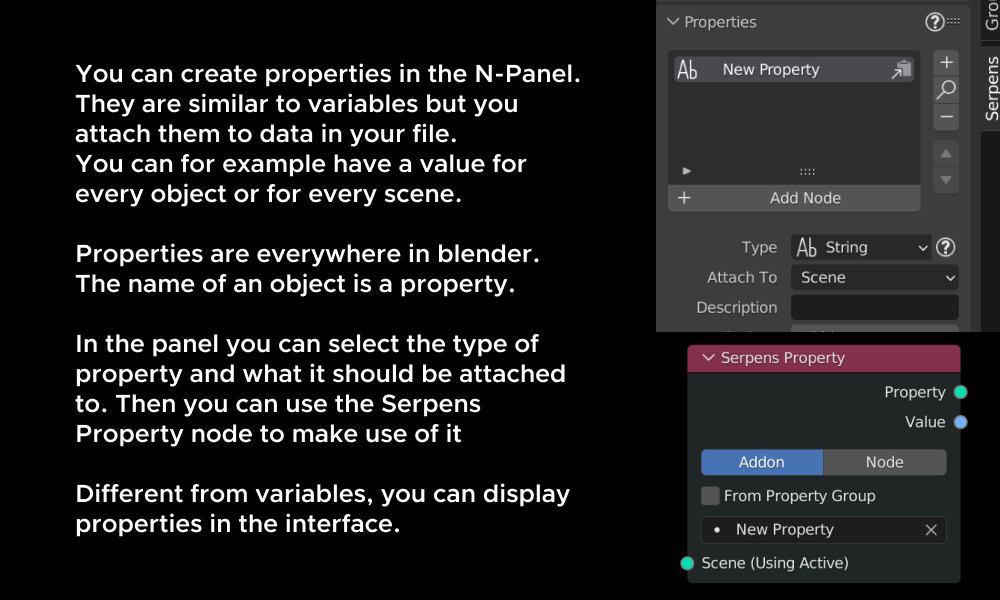 You can create properties in the N-Panel.
They are similar to variables but you
attach them to data in your file.
You can for example have a value for
every object or for every scene.
Properties are everywhere in blender.
The name of an object is a property.
In the panel you can select the type of
property and what it should be attached
to. Then you can use the Serpens
Property node to make use of it
Different from variables, you can display
properties in the interface.
Properties
Ab New Property
Add Node
Type Ab String
Attach To Scene
Description
Serpens
Serpens Property
Property
Value
Addon Node
From Property Group
New Property
Scene (Using Active)